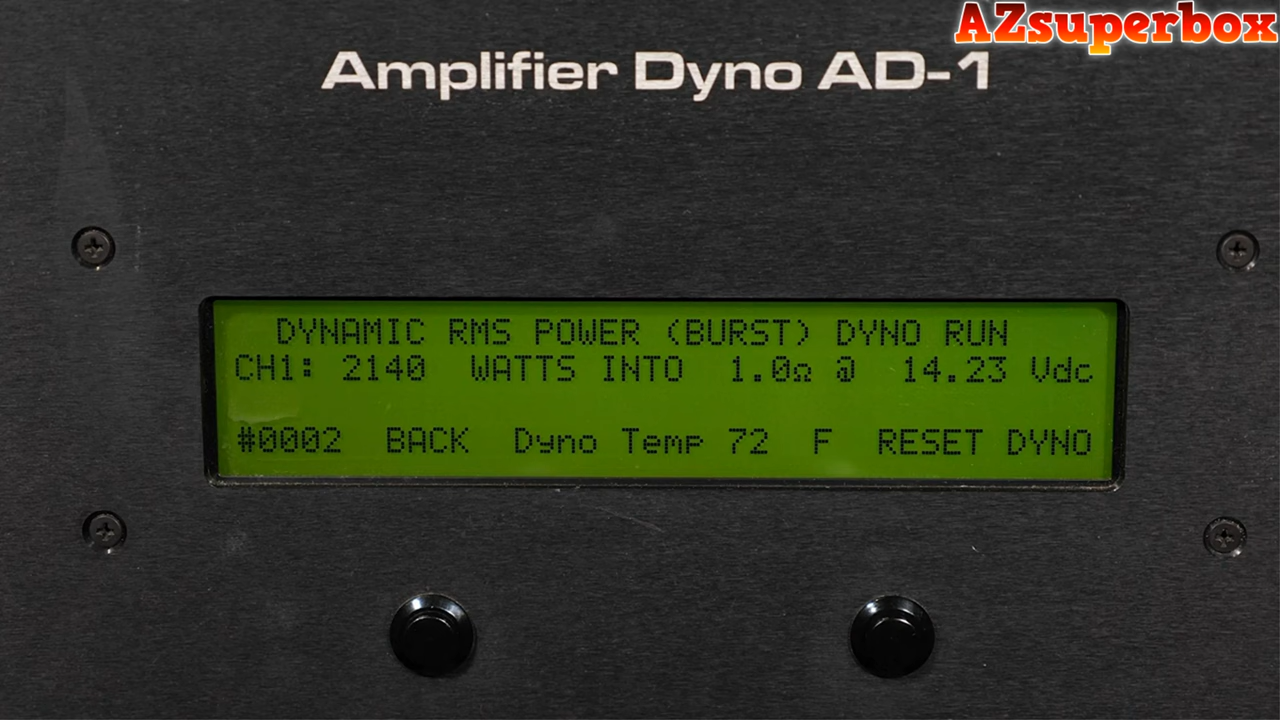 AZsuperbox
Amplifier Dyno AD-1
DYNAMIC RMS POWER (BURST) DYNO RUN
CH1: 2140 WATTS INTO 1.0Ω @ 14.23 Vdc
#0002 BACK Dyno Temp 72 F RESET DYNO